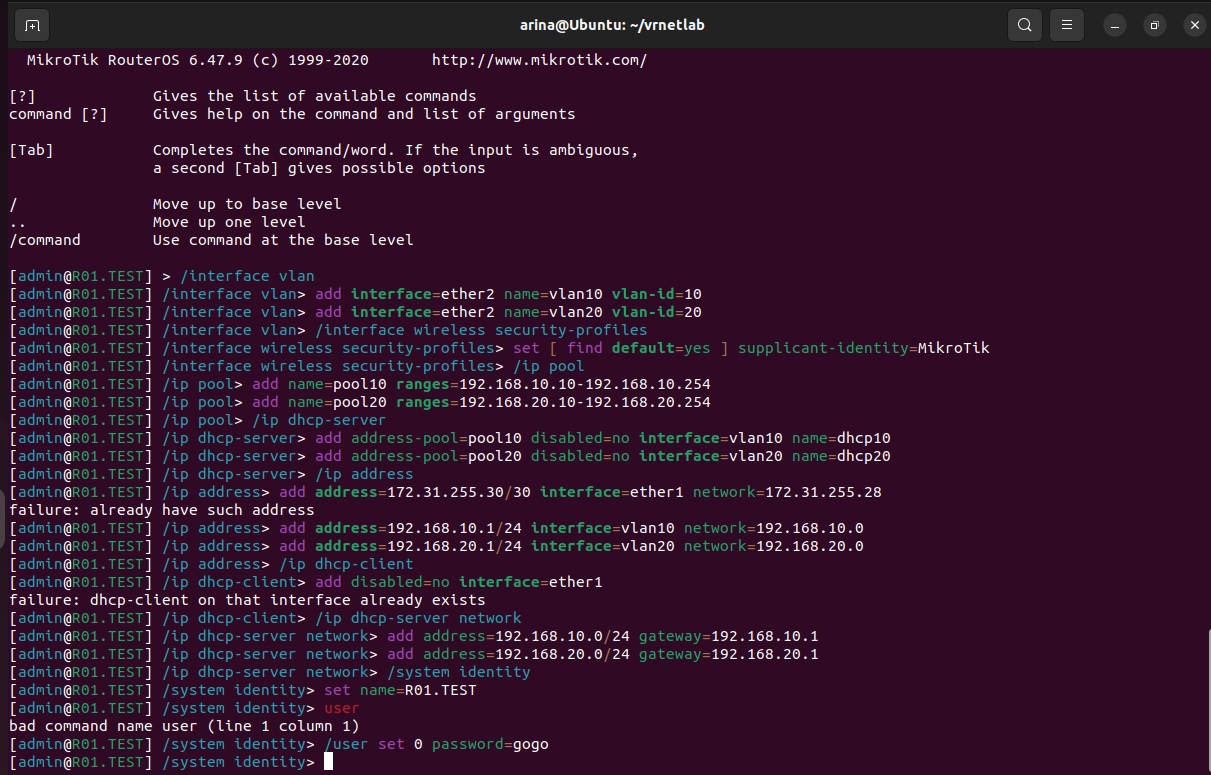 arina@Ubuntu: ~/vrnetlab
MikroTik RouterOS 6.47.9 (c) 1999-2020       http://www.mikrotik.com/
[?]             Gives the list of available commands
command [?]     Gives help on the command and list of arguments
[Tab]           Completes the command/word. If the input is ambiguous,
                a second [Tab] gives possible options
/               Move up to base level
..              Move up one level
/command        Use command at the base level
[admin@R01.TEST] > /interface vlan
[admin@R01.TEST] /interface vlan> add interface=ether2 name=vlan10 vlan-id=10
[admin@R01.TEST] /interface vlan> add interface=ether2 name=vlan20 vlan-id=20
[admin@R01.TEST] /interface vlan> /interface wireless security-profiles
[admin@R01.TEST] /interface wireless security-profiles> set [ find default=yes ] supplicant-identity=MikroTik
[admin@R01.TEST] /interface wireless security-profiles> /ip pool
[admin@R01.TEST] /ip pool> add name=pool10 ranges=192.168.10.10-192.168.10.254
[admin@R01.TEST] /ip pool> add name=pool20 ranges=192.168.20.10-192.168.20.254
[admin@R01.TEST] /ip pool> /ip dhcp-server
[admin@R01.TEST] /ip dhcp-server> add address-pool=pool10 disabled=no interface=vlan10 name=dhcp10
[admin@R01.TEST] /ip dhcp-server> add address-pool=pool20 disabled=no interface=vlan20 name=dhcp20
[admin@R01.TEST] /ip dhcp-server> /ip address
[admin@R01.TEST] /ip address> add address=172.31.255.30/30 interface=ether1 network=172.31.255.28
failure: already have such address
[admin@R01.TEST] /ip address> add address=192.168.10.1/24 interface=vlan10 network=192.168.10.0
[admin@R01.TEST] /ip address> add address=192.168.20.1/24 interface=vlan20 network=192.168.20.0
[admin@R01.TEST] /ip address> /ip dhcp-client
[admin@R01.TEST] /ip dhcp-client> add disabled=no interface=ether1
failure: dhcp-client on that interface already exists
[admin@R01.TEST] /ip dhcp-client> /ip dhcp-server network
[admin@R01.TEST] /ip dhcp-server network> add address=192.168.10.0/24 gateway=192.168.10.1
[admin@R01.TEST] /ip dhcp-server network> add address=192.168.20.0/24 gateway=192.168.20.1
[admin@R01.TEST] /ip dhcp-server network> /system identity
[admin@R01.TEST] /system identity> set name=R01.TEST
[admin@R01.TEST] /system identity> user
bad command name user (line 1 column 1)
[admin@R01.TEST] /system identity> /user set 0 password=gogo
[admin@R01.TEST] /system identity>